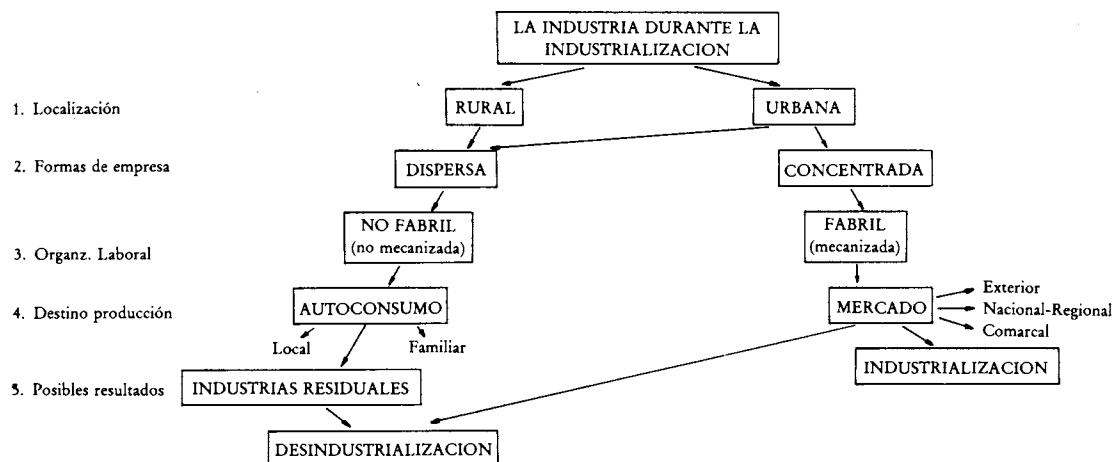 LA INDUSTRIA DURANTE LA
INDUSTRIALIZACION
1. Localización
RURAL
URBANA
2. Formas de empresa
DISPERSA
CONCENTRADA
NO FABRIL
(no mecanizada)
FABRIL
(mecanizada)
3. Organz. Laboral
4. Destino producción
AUTOCONSUMO
MERCADO
Exterior
Nacional-Regional
Comarcal
Local
Familiar
INDUSTRIALIZACION
5. Posibles resultados
INDUSTRIAS RESIDUALES
DESINDUSTRIALIZACION